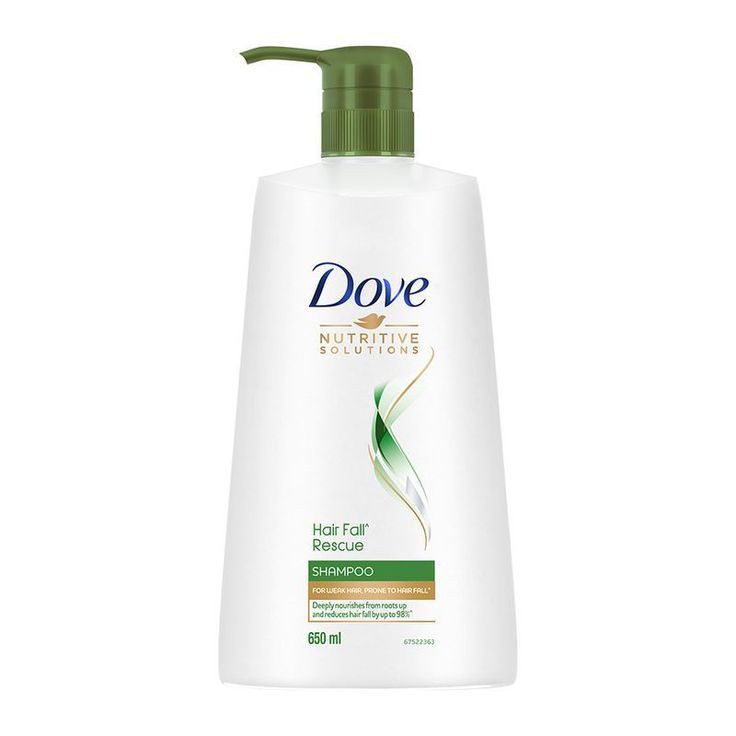 Dove
NUTRITIVE
SOLUTIONS
Hair Fall^
Rescue
SHAMPOO
FOR WEAK HAIR, PRONE TO HAIR FALL^
Deeply nourishes from roots up
and reduces hair fall by up to 98%^
650 ml
67522363